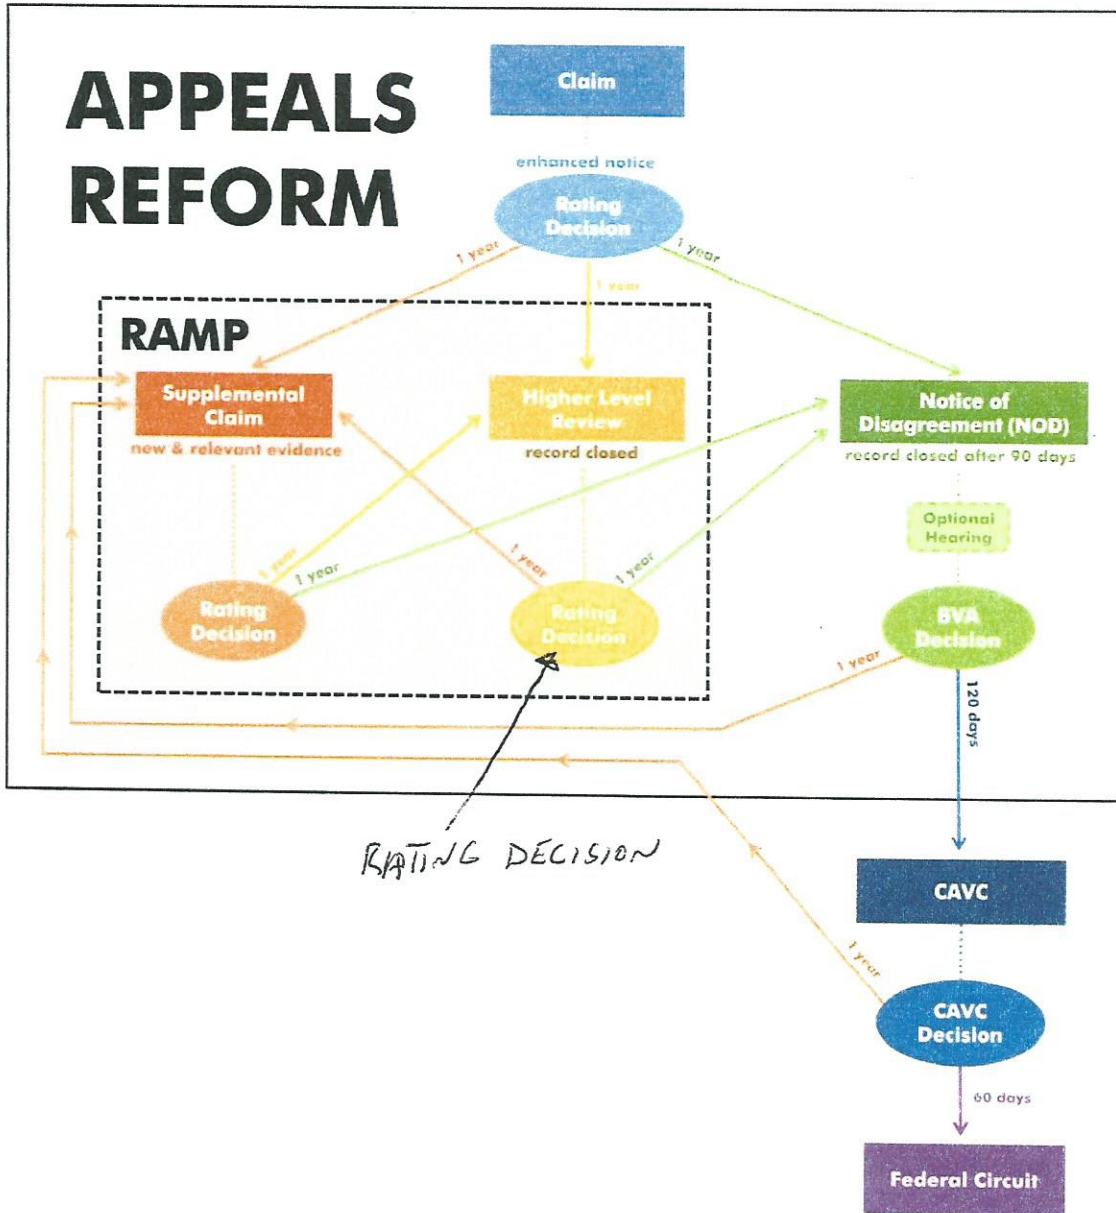 APPEALS
REFORM
Claim
enhanced notice
Rating
Decision
1 year
1 year
1 year
RAMP
Supplemental
Claim
new & relevant evidence
Higher Level
Review
record closed
Notice of
Disagreement (NOD)
record closed after 90 days
Optional
Hearing
1 year
1 year
1 year
1 year
Rating
Decision
Rating
Decision
BVA
Decision
1 year
120 days
RATING DECISION
CAVC
1 year
CAVC
Decision
60 days
Federal Circuit